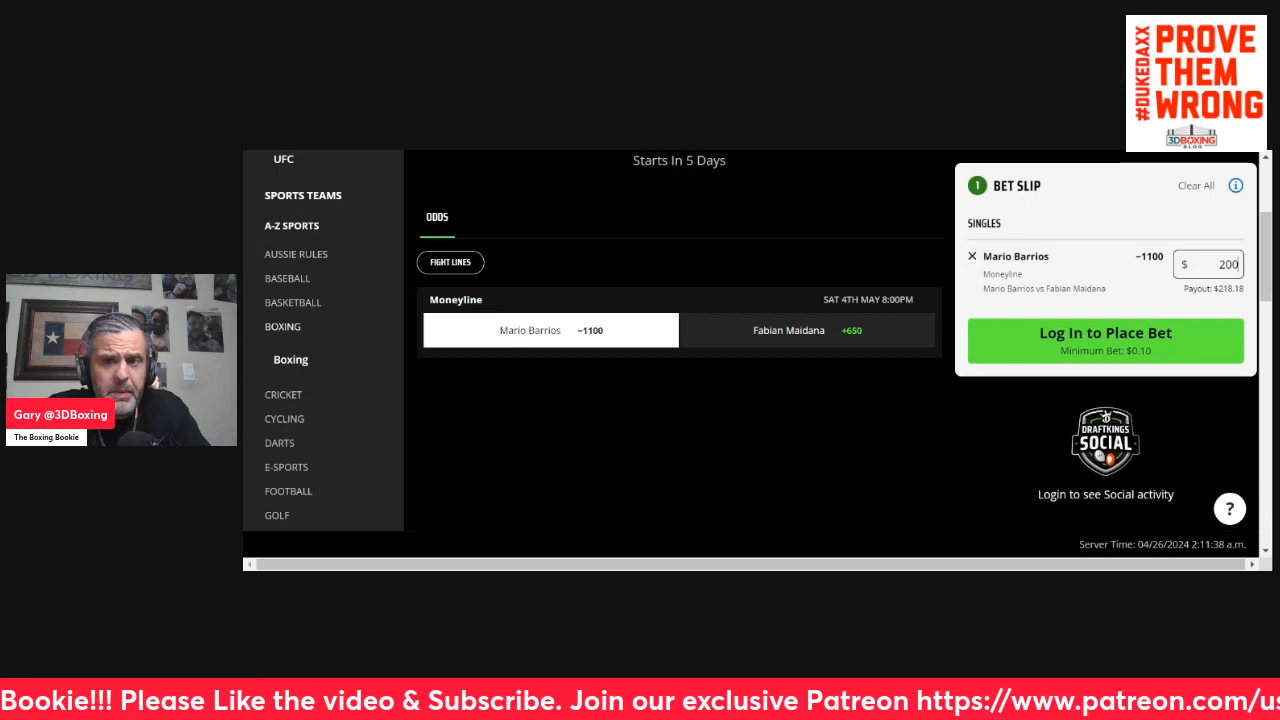 #DUKEDAXX
PROVE
THEM
WRONG
3DBOXING
BLOG
UFC
SPORTS TEAMS
A-Z SPORTS
AUSSIE RULES
BASEBALL
BASKETBALL
BOXING
Boxing
CRICKET
CYCLING
DARTS
E-SPORTS
FOOTBALL
GOLF
Starts In 5 Days
ODDS
FIGHT LINES
Moneyline SAT 4TH MAY 8:00PM
Mario Barrios −1100 Fabian Maidana +650
1 BET SLIP Clear All i
SINGLES
× Mario Barrios −1100 $ 200
Moneyline
Mario Barrios vs Fabian Maidana Payout: $218.18
Log In to Place Bet
Minimum Bet: $0.10
DRAFTKINGS
SOCIAL
Login to see Social activity
?
Server Time: 04/26/2024 2:11:38 a.m.
Gary @3DBoxing
The Boxing Bookie
Bookie!!! Please Like the video & Subscribe. Join our exclusive Patreon https://www.patreon.com/us